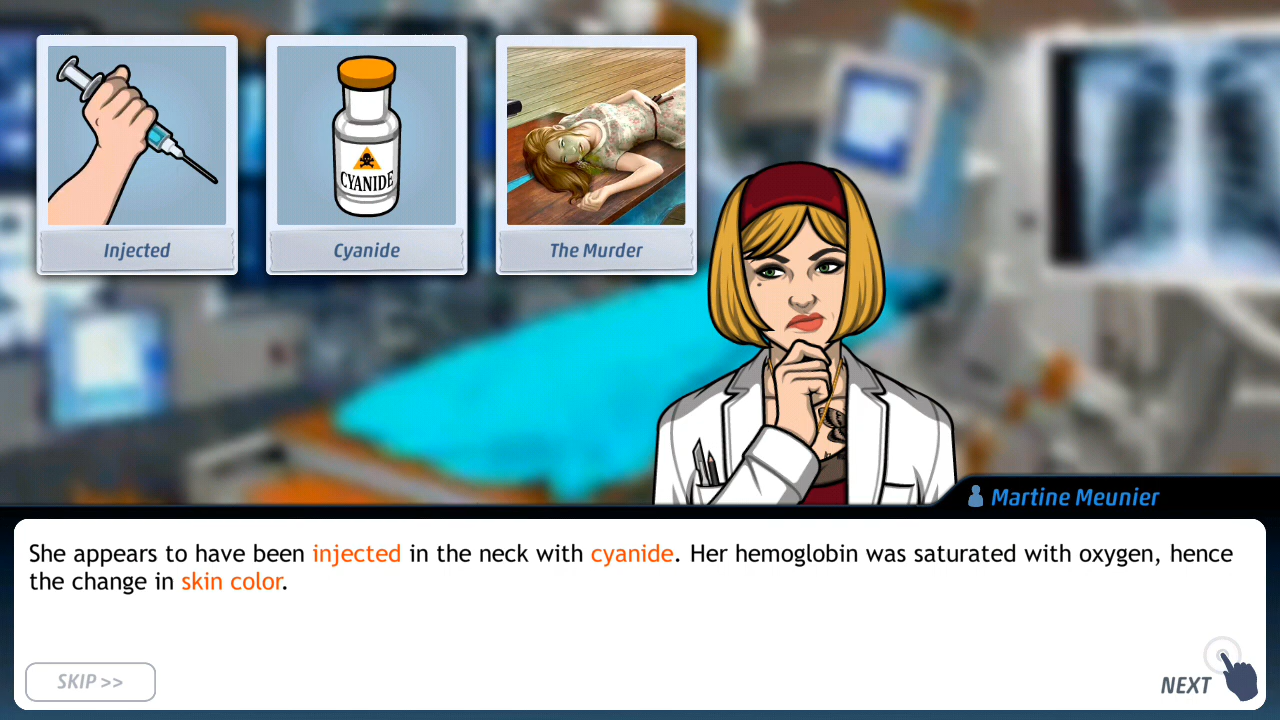 CYANIDE
Injected
Cyanide
The Murder
Martine Meunier
She appears to have been injected in the neck with cyanide. Her hemoglobin was saturated with oxygen, hence
the change in skin color.
SKIP >>
NEXT